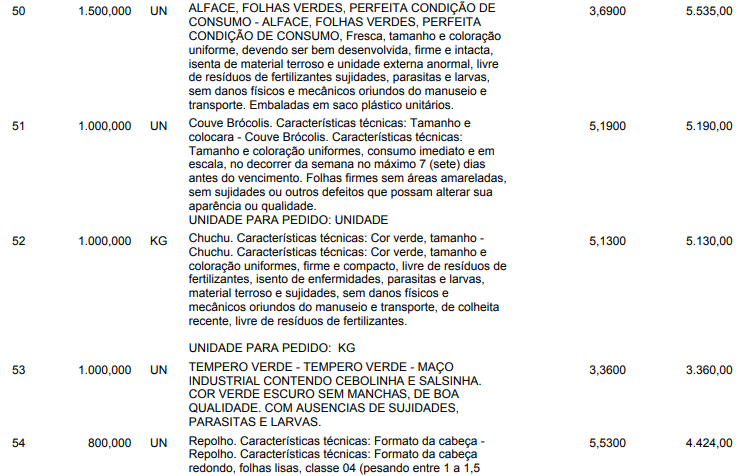 50 1.500,000 UN ALFACE, FOLHAS VERDES, PERFEITA CONDIÇÃO DE 3,6900 5.535,00
CONSUMO - ALFACE, FOLHAS VERDES, PERFEITA
CONDIÇÃO DE CONSUMO, Fresca, tamanho e coloração
uniforme, devendo ser bem desenvolvida, firme e intacta,
isenta de material terroso e unidade externa anormal, livre
de resíduos de fertilizantes sujidades, parasitas e larvas,
sem danos físicos e mecânicos oriundos do manuseio e
transporte. Embaladas em saco plástico unitários.
51 1.000,000 UN Couve Brócolis. Características técnicas: Tamanho e 5,1900 5.190,00
colocara - Couve Brócolis. Características técnicas:
Tamanho e coloração uniformes, consumo imediato e em
escala, no decorrer da semana no máximo 7 (sete) dias
antes do vencimento. Folhas firmes sem áreas amareladas,
sem sujidades ou outros defeitos que possam alterar sua
aparência ou qualidade.
UNIDADE PARA PEDIDO: UNIDADE
52 1.000,000 KG Chuchu. Características técnicas: Cor verde, tamanho - 5,1300 5.130,00
Chuchu. Características técnicas: Cor verde, tamanho e
coloração uniformes, firme e compacto, livre de resíduos de
fertilizantes, isento de enfermidades, parasitas e larvas,
material terroso e sujidades, sem danos físicos e
mecânicos oriundos do manuseio e transporte, de colheita
recente, livre de resíduos de fertilizantes.
UNIDADE PARA PEDIDO: KG
53 1.000,000 UN TEMPERO VERDE - TEMPERO VERDE - MAÇO 3,3600 3.360,00
INDUSTRIAL CONTENDO CEBOLINHA E SALSINHA.
COR VERDE ESCURO SEM MANCHAS, DE BOA
QUALIDADE. COM AUSENCIAS DE SUJIDADES,
PARASITAS E LARVAS.
54 800,000 UN Repolho. Características técnicas: Formato da cabeça - 5,5300 4.424,00
Repolho. Características técnicas: Formato da cabeça
redondo, folhas lisas, classe 04 (pesando entre 1 a 1,5